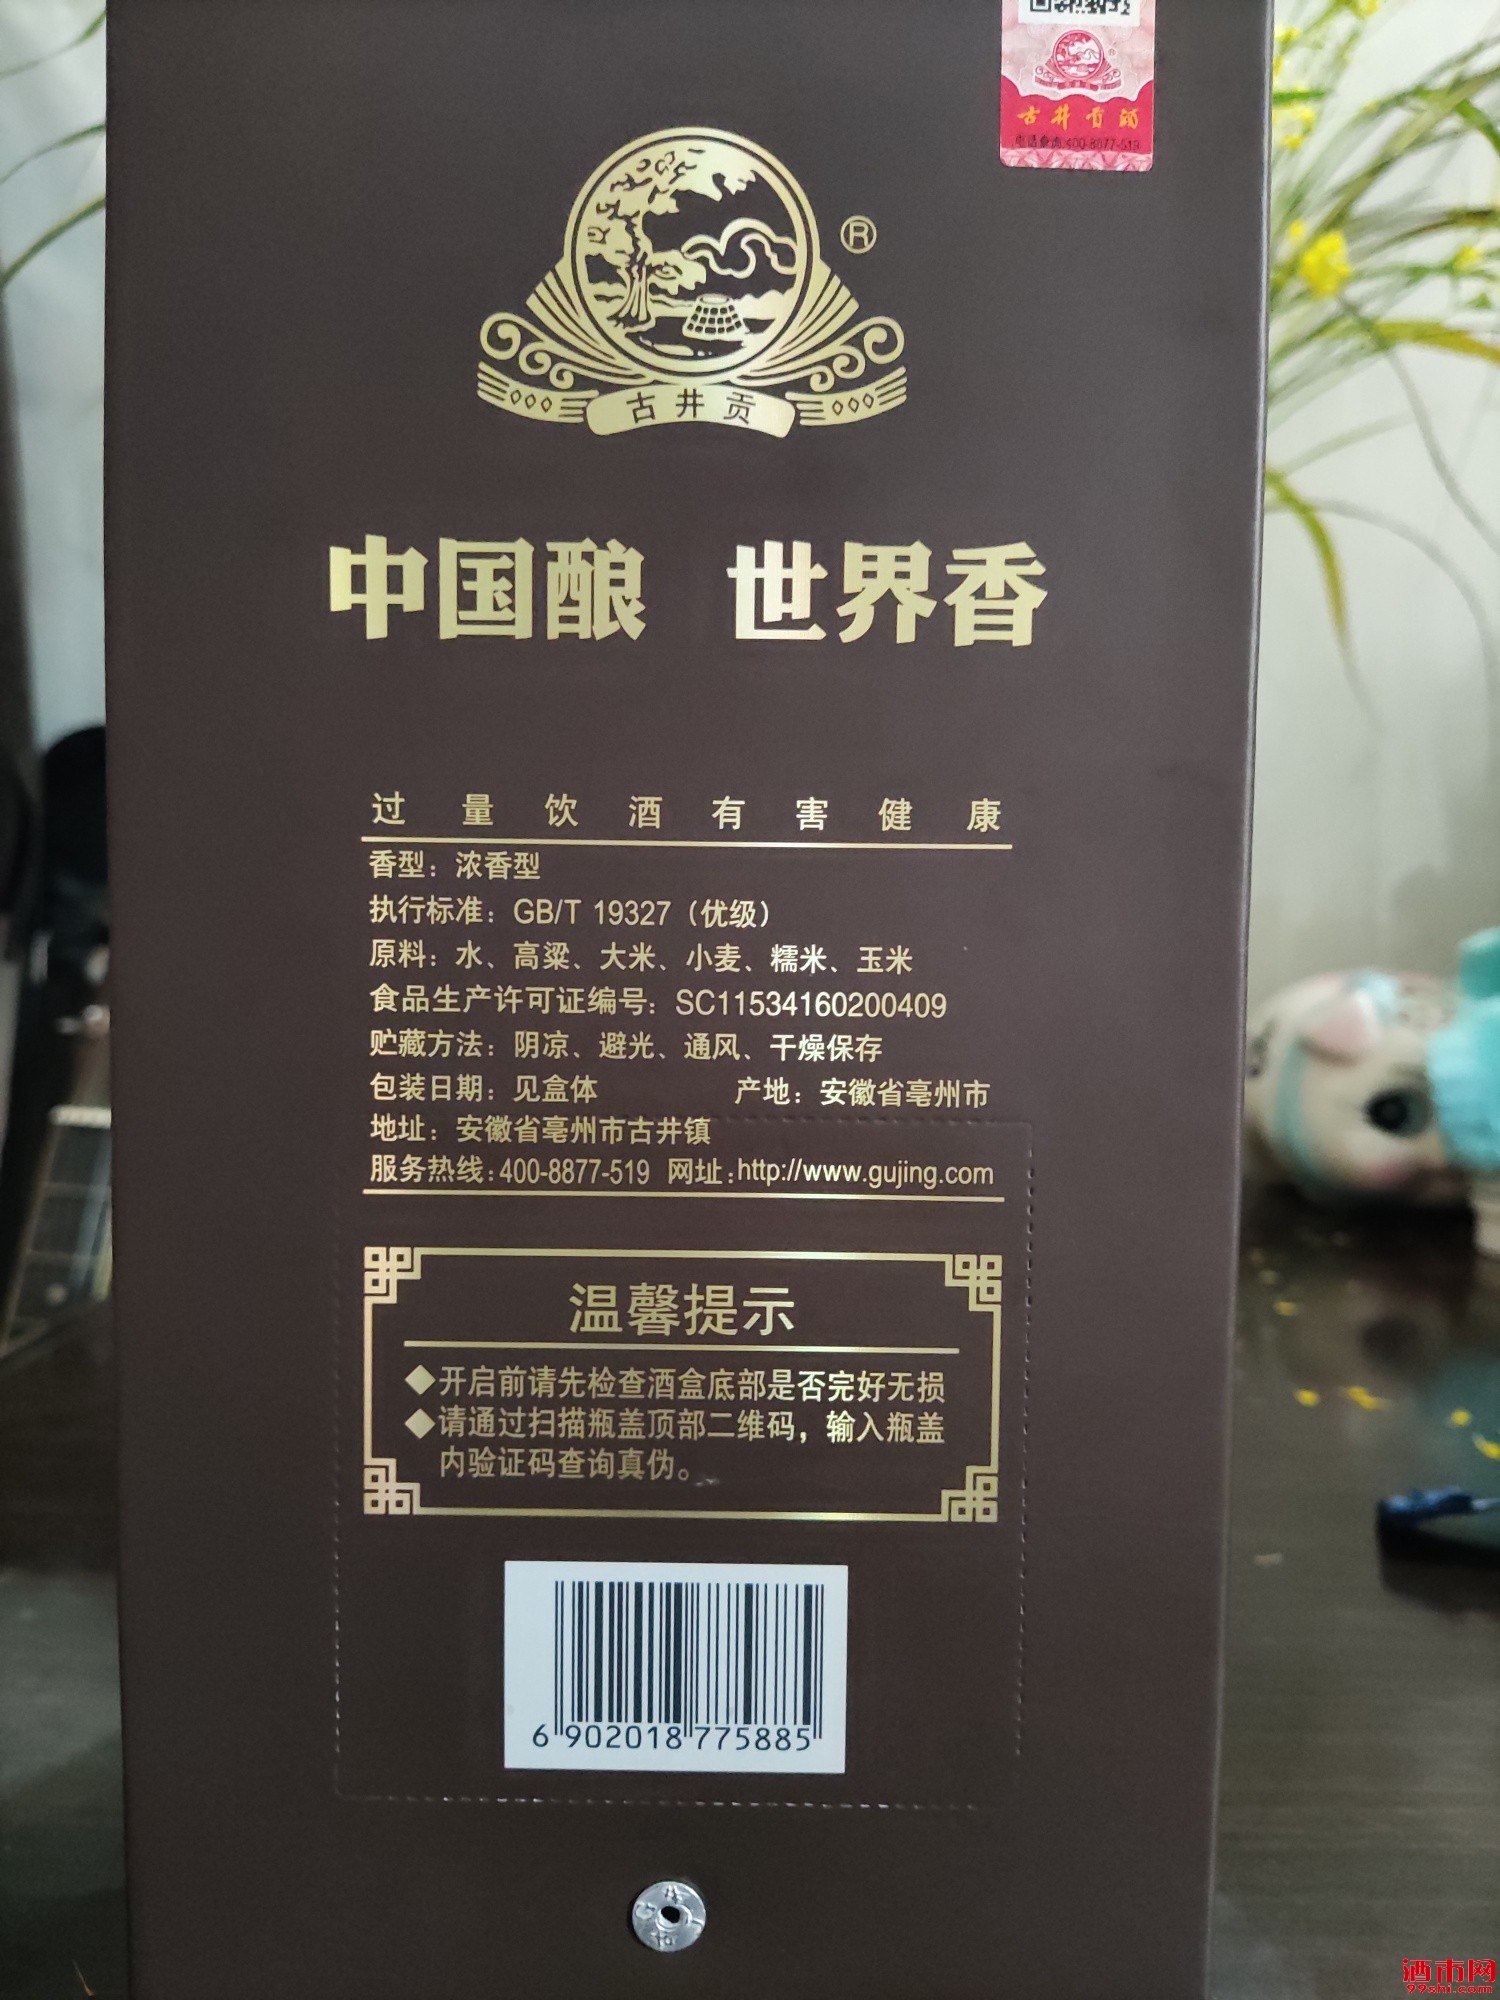 古井贡酒
电话查询:400-8877-519
®
古井贡
中国酿 世界香
过量饮酒有害健康
香型：浓香型
执行标准：GB/T 19327（优级）
原料：水、高粱、大米、小麦、糯米、玉米
食品生产许可证编号：SC11534160200409
贮藏方法：阴凉、避光、通风、干燥保存
包装日期：见盒体 产地：安徽省亳州市
地址：安徽省亳州市古井镇
服务热线：400-8877-519 网址：http://www.gujing.com
温馨提示
◆开启前请先检查酒盒底部是否完好无损
◆请通过扫描瓶盖顶部二维码，输入瓶盖
内验证码查询真伪。
6 902018 775885
酒市网
99shi.com